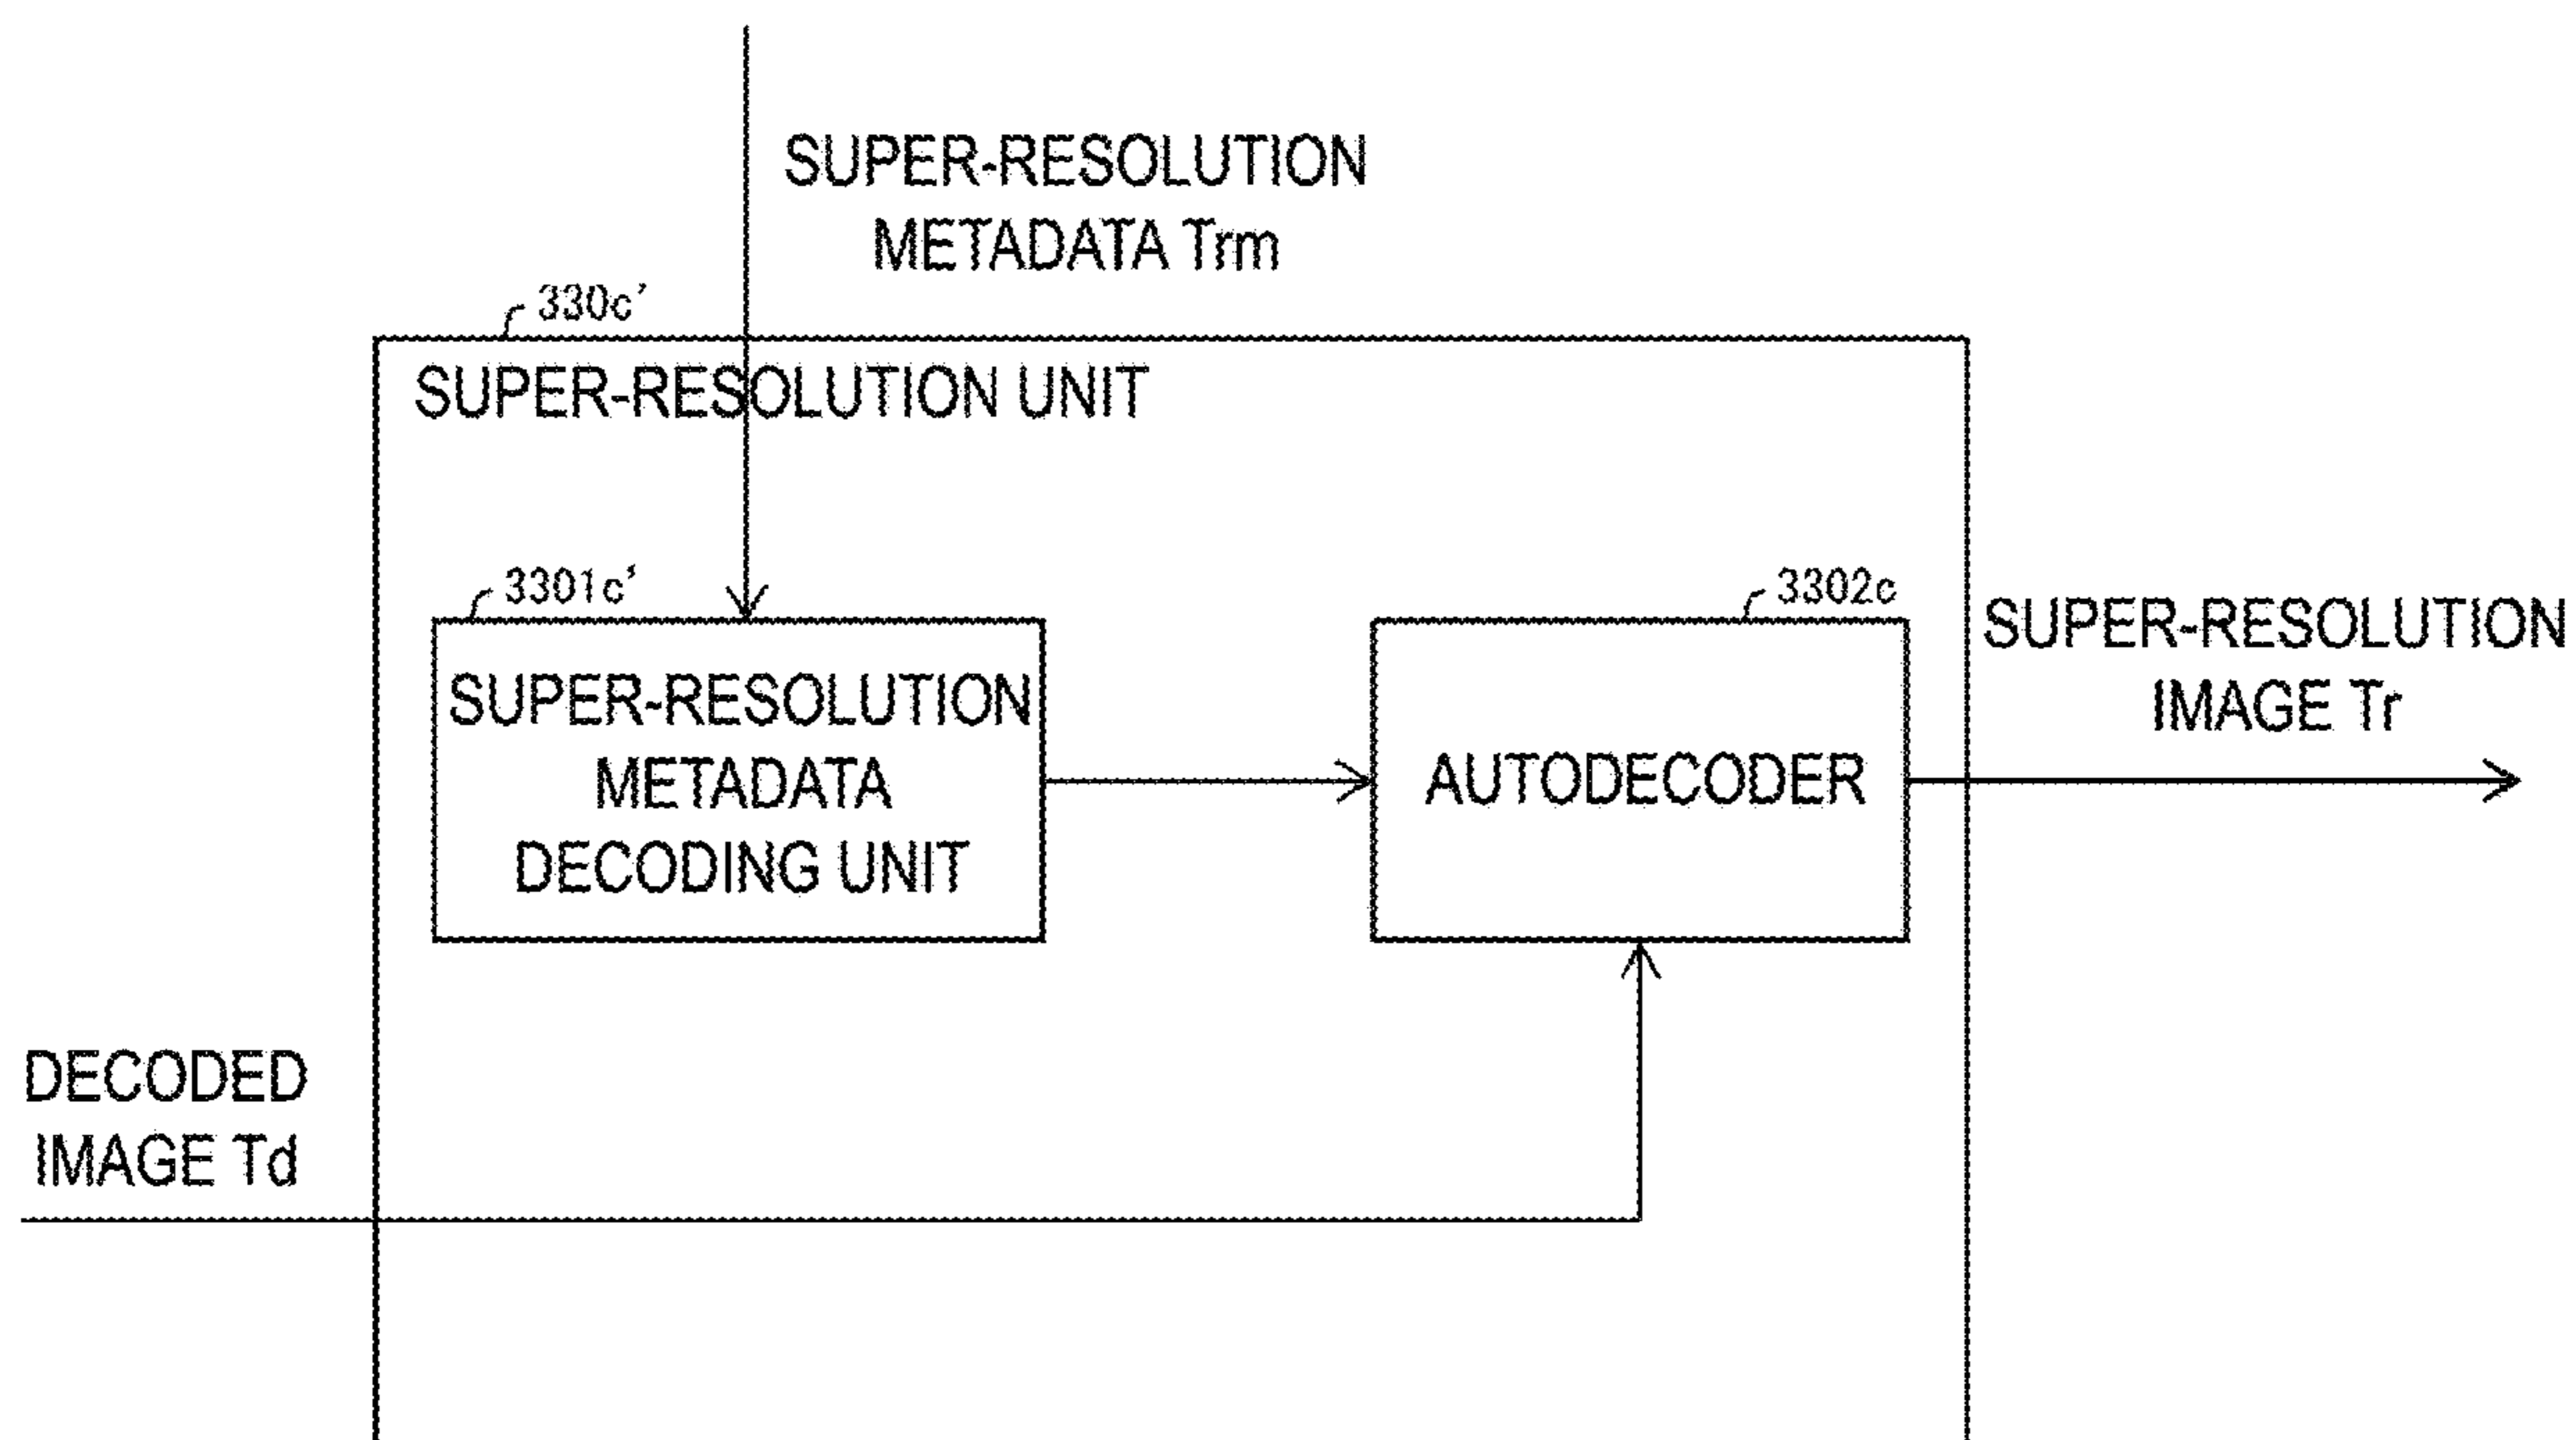 SUPER-RESOLUTION
METADATA Trm
330c'
SUPER-RESOLUTION UNIT
3301c'
SUPER-RESOLUTION
METADATA
DECODING UNIT
3302c
AUTODECODER
SUPER-RESOLUTION
IMAGE Tr
DECODED
IMAGE Td